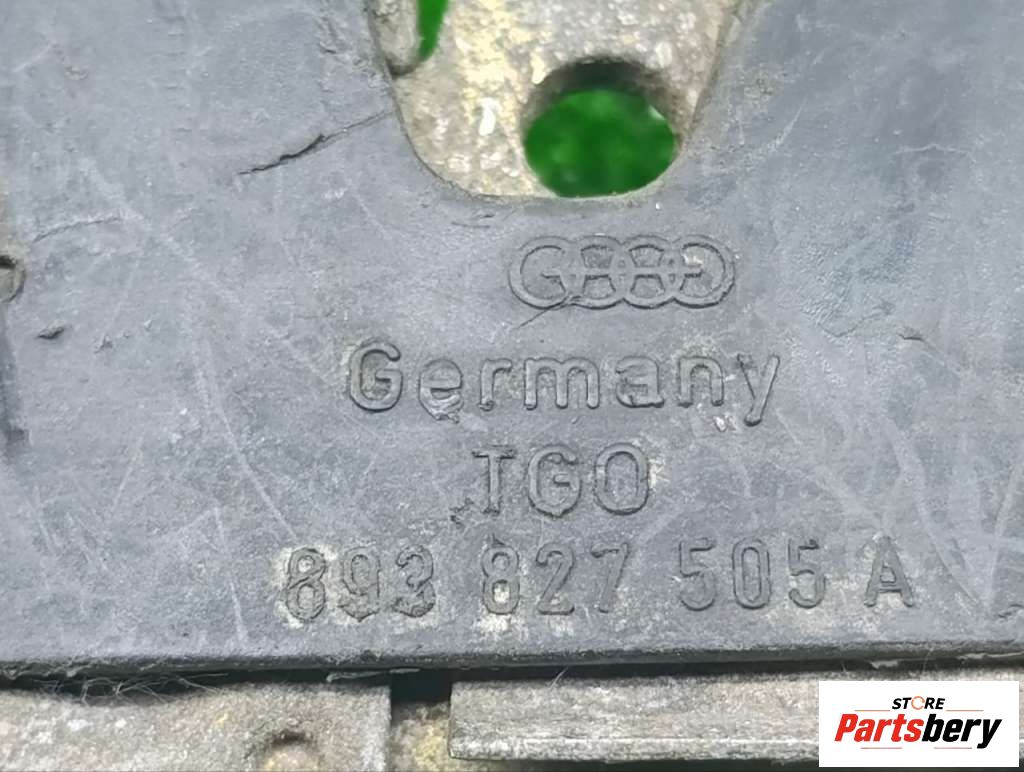 Germany
TGO
893 827 505 A
STORE
Partsbery